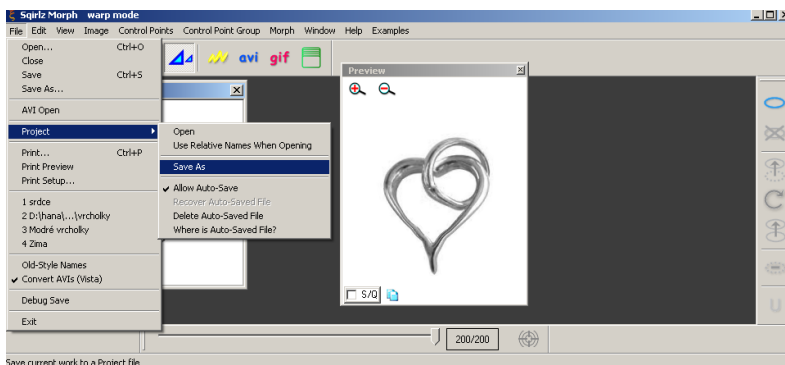 Sqirlz Morph warp mode
File Edit View Image Control Points Control Point Group Morph Window Help Examples
Open... Ctrl+O
Close
Save Ctrl+S
Save As...
AVI Open
Project
Print... Ctrl+P
Print Preview
Print Setup...
1 srdce
2 D:\hana\...\vrcholky
3 Modré vrcholky
4 Zima
Old-Style Names
Convert AVIs (Vista)
Debug Save
Exit
Open
Use Relative Names When Opening
Save As
Allow Auto-Save
Recover Auto-Saved File
Delete Auto-Saved File
Where is Auto-Saved File?
avi gif
Preview
S/Q
U
200/200
Save current work to a Project file